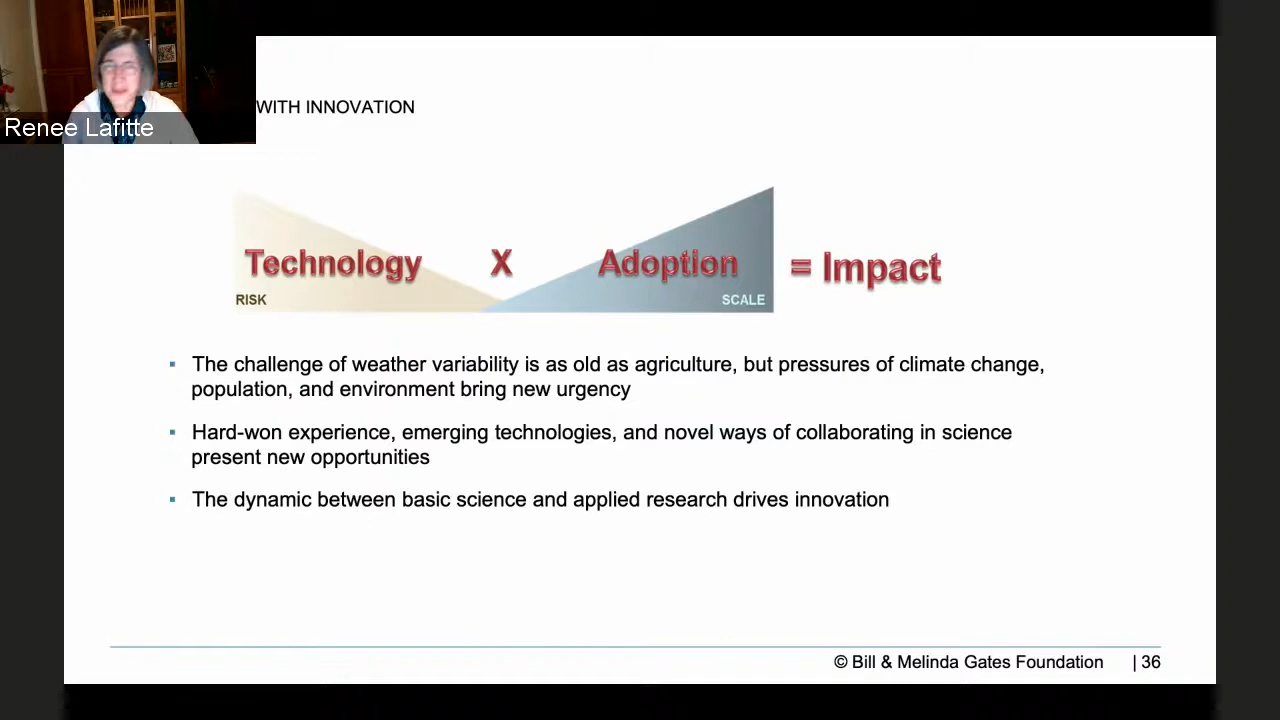 Renee Lafitte
WITH INNOVATION
Technology X Adoption = Impact
RISK SCALE
▪ The challenge of weather variability is as old as agriculture, but pressures of climate change,
population, and environment bring new urgency
▪ Hard-won experience, emerging technologies, and novel ways of collaborating in science
present new opportunities
▪ The dynamic between basic science and applied research drives innovation
© Bill & Melinda Gates Foundation | 36